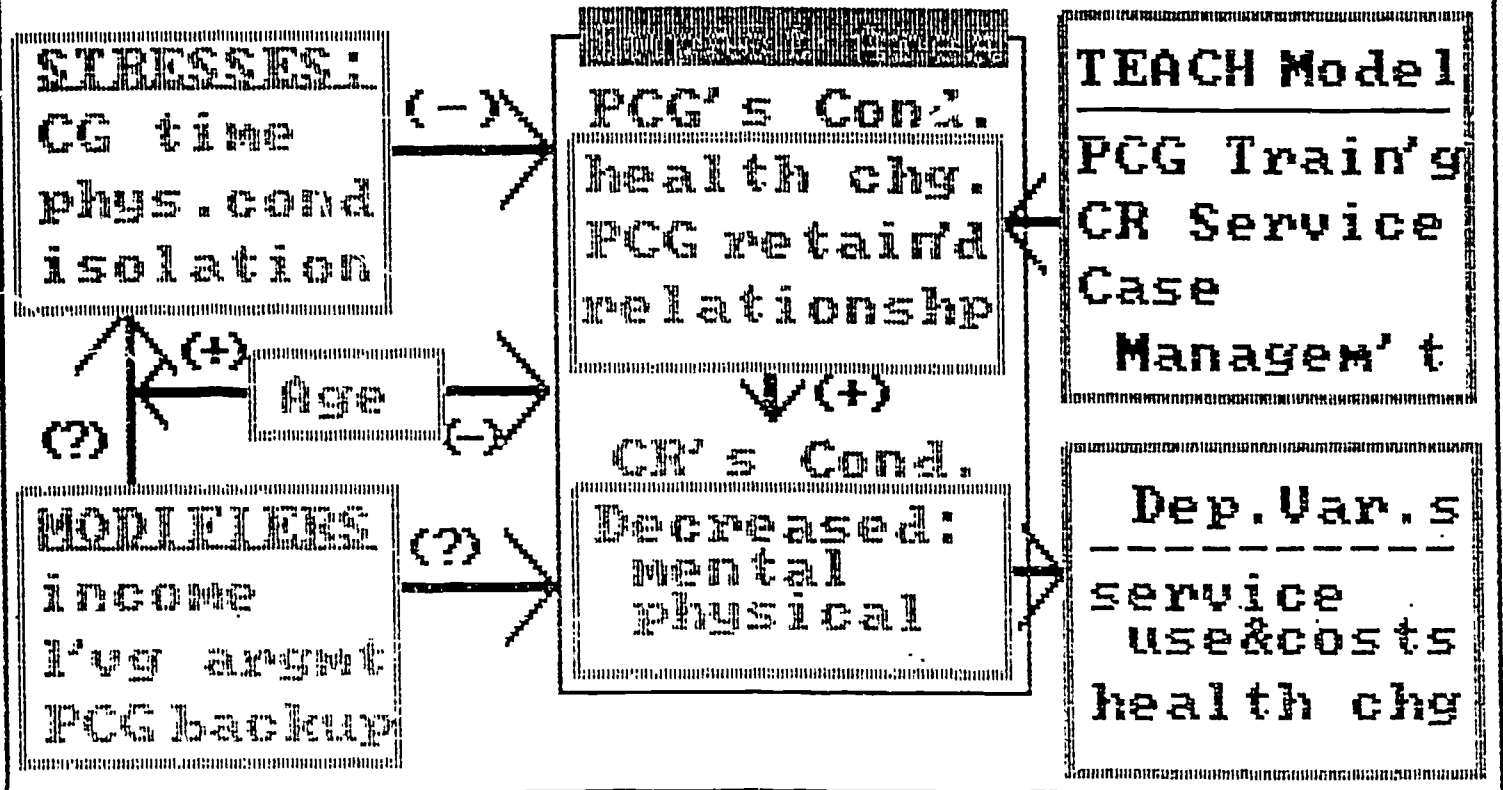 STRESSES:
CG time
phys.cond
isolation
(-)
PCG's Cond.
health chg.
PCG retain'd
relationshp
(+)
CR's Cond.
Decreased:
mental
physical
TEACH Model
PCG Train'g
CR Service
Case
Managem't
(+)
Age
(-)
(?)
MODIFIERS
income
l'vg argmt
PCG backup
(?)
Dep.Var.s
service
use&costs
health chg